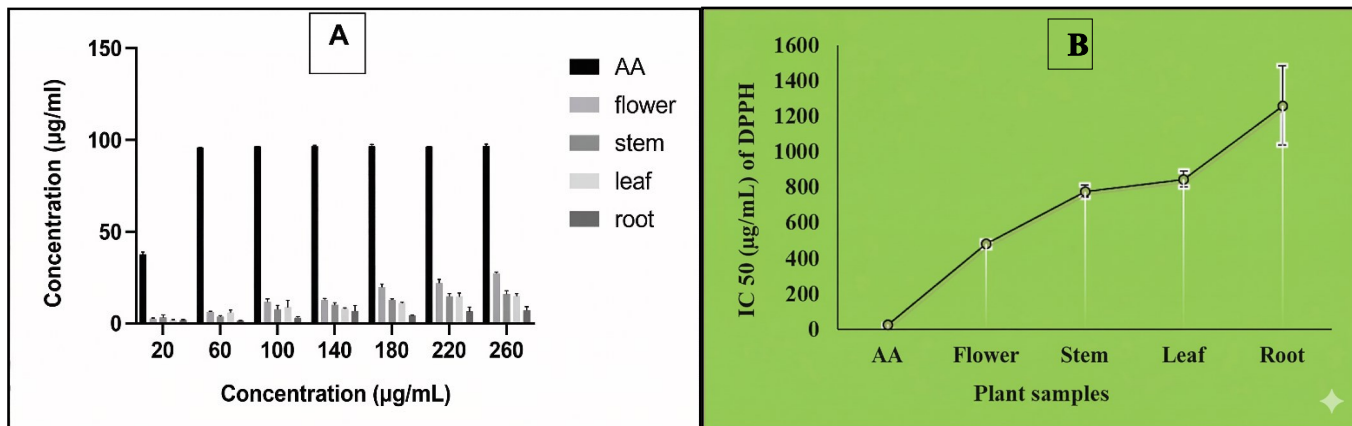 A
Concentration (µg/ml)
150
100
50
0
20 60 100 140 180 220 260
Concentration (µg/mL)
AA
flower
stem
leaf
root
B
IC 50 (µg/mL) of DPPH
1600
1400
1200
1000
800
600
400
200
0
AA Flower Stem Leaf Root
Plant samples